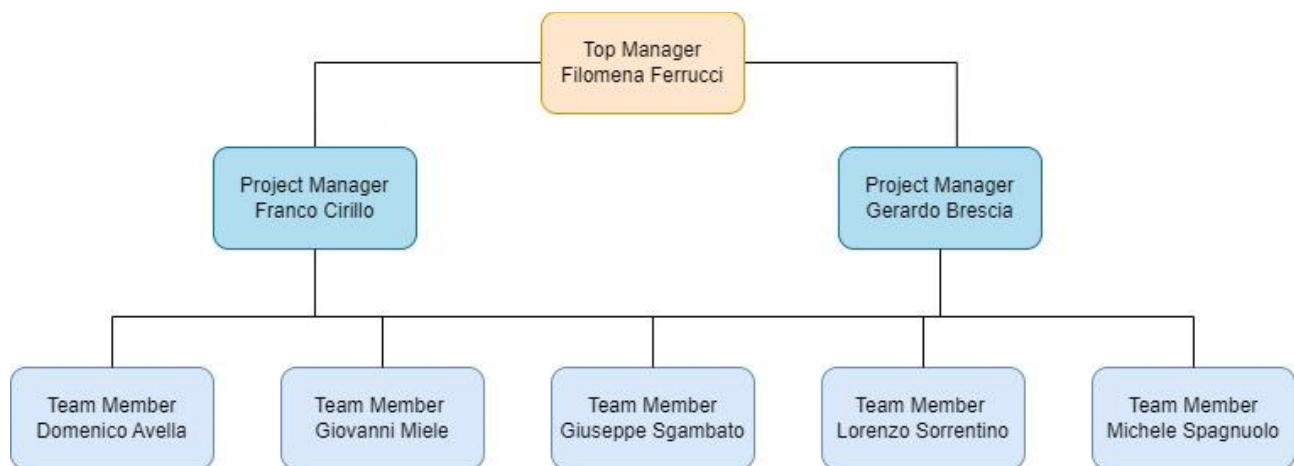 Top Manager
Filomena Ferrucci
Project Manager
Franco Cirillo
Project Manager
Gerardo Brescia
Team Member
Domenico Avella
Team Member
Giovanni Miele
Team Member
Giuseppe Sgambato
Team Member
Lorenzo Sorrentino
Team Member
Michele Spagnuolo